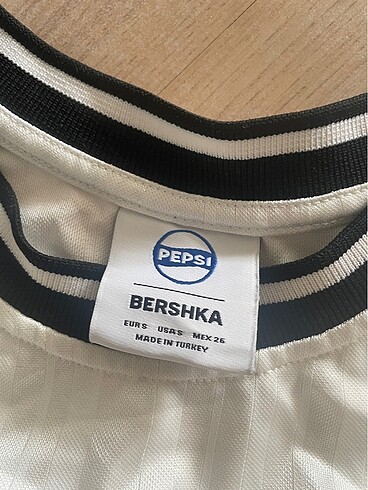 PEPSI
BERSHKA
EUR S USA S MEX 26
MADE IN TURKEY